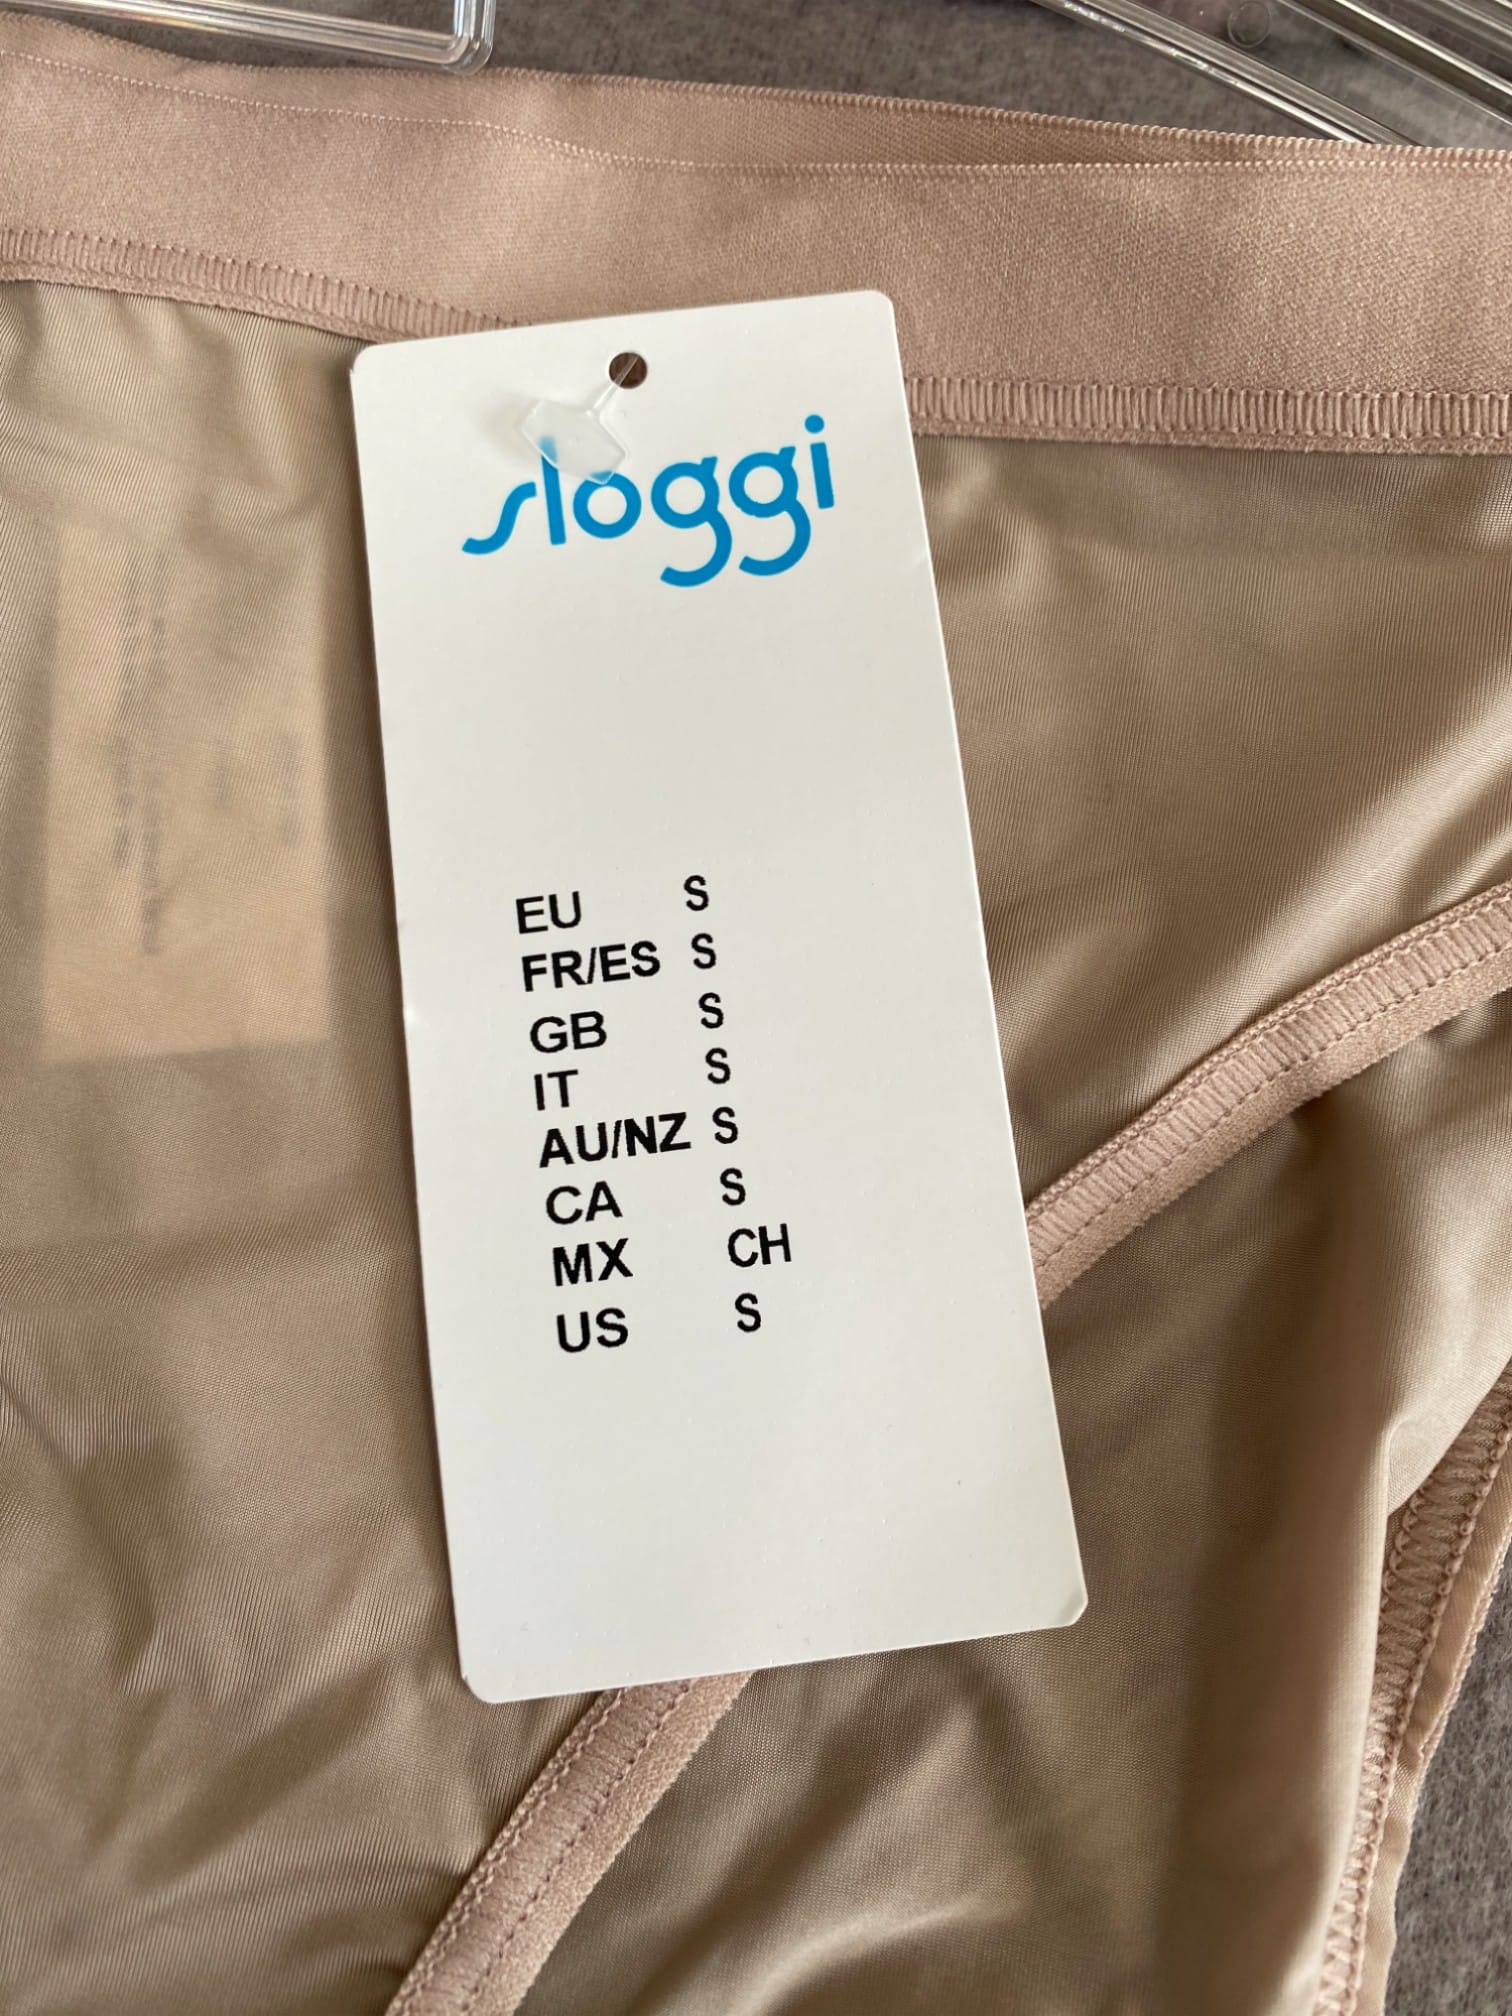 sloggi
EU S
FR/ES S
GB S
IT S
AU/NZ S
CA S
MX CH
US S